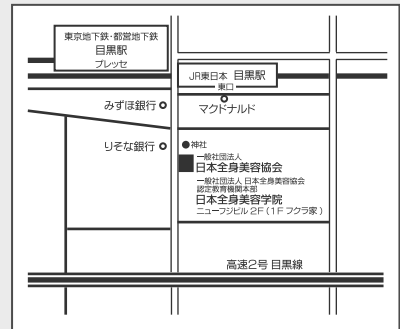 東京地下鉄・都営地下鉄
目黒駅
プレッセ
JR東日本 目黒駅
東口
みずほ銀行
マクドナルド
りそな銀行
神社
一般社団法人
日本全身美容協会
一般社団法人 日本全身美容協会
認定教育機関本部
日本全身美容学院
ニューフジビル 2F (1F フクラ家)
高速2号 目黒線